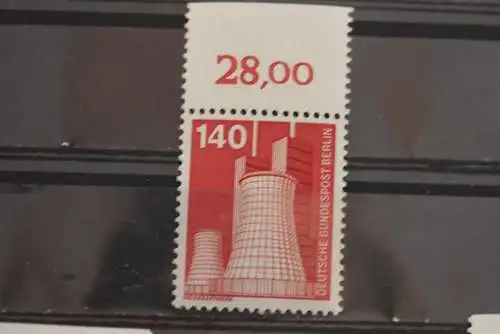 28,00
140
DEUTSCHE BUNDESPOST BERLIN